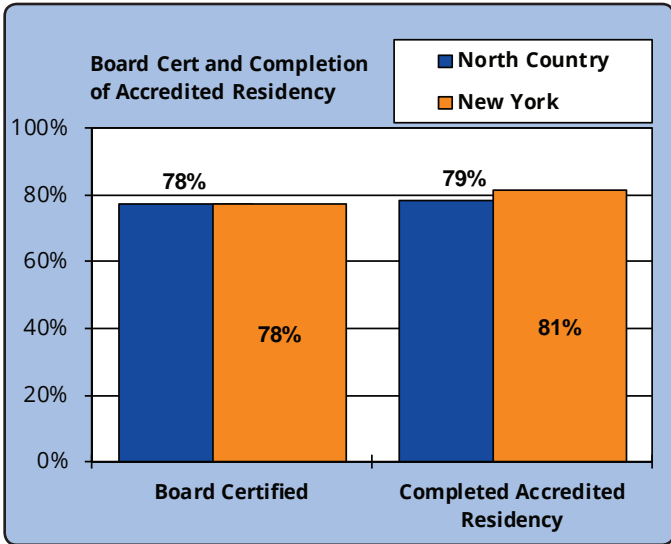 Board Cert and Completion
of Accredited Residency
North Country
New York
100%
80%
60%
40%
20%
0%
78%
78%
79%
81%
Board Certified
Completed Accredited
Residency